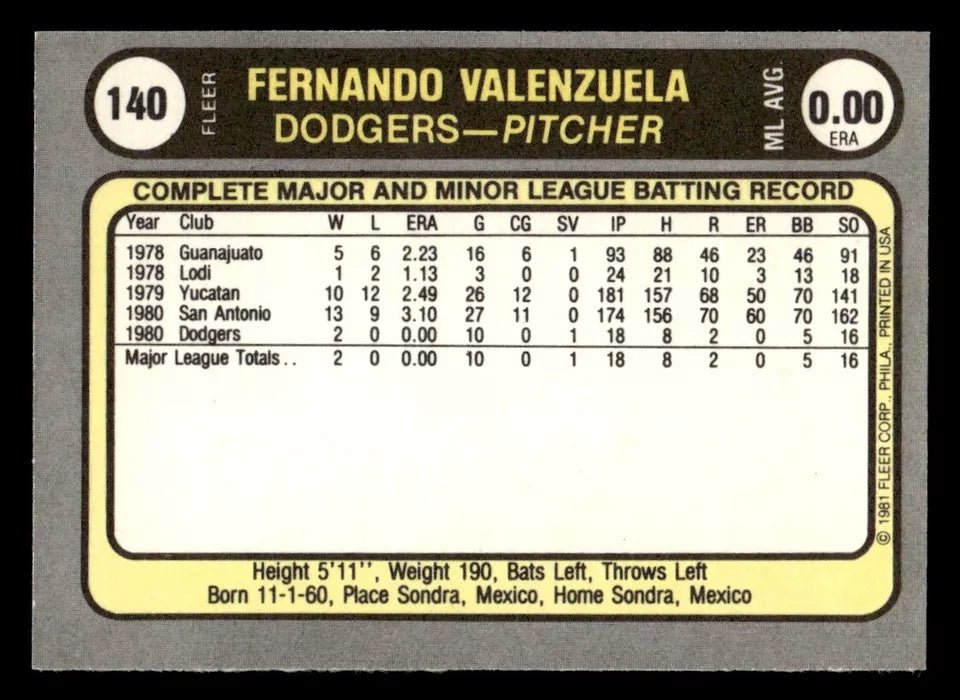 140
FLEER
FERNANDO VALENZUELA
DODGERS—PITCHER
ML AVG.
0.00
ERA
COMPLETE MAJOR AND MINOR LEAGUE BATTING RECORD
Year Club W L ERA G CG SV IP H R ER BB SO
1978 Guanajuato 5 6 2.23 16 6 1 93 88 46 23 46 91
1978 Lodi 1 2 1.13 3 0 0 24 21 10 3 13 18
1979 Yucatan 10 12 2.49 26 12 0 181 157 68 50 70 141
1980 San Antonio 13 9 3.10 27 11 0 174 156 70 60 70 162
1980 Dodgers 2 0 0.00 10 0 1 18 8 2 0 5 16
Major League Totals . . 2 0 0.00 10 0 1 18 8 2 0 5 16
Height 5'11'', Weight 190, Bats Left, Throws Left
Born 11-1-60, Place Sondra, Mexico, Home Sondra, Mexico
© 1981 FLEER CORP., PHILA., PRINTED IN USA